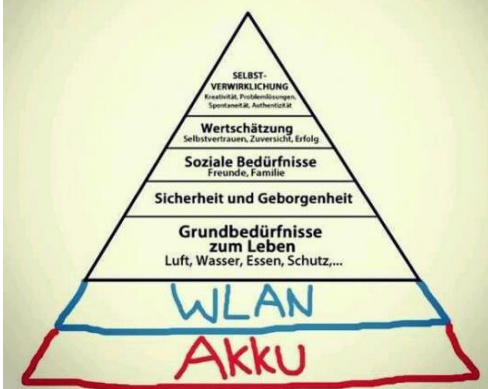 SELBST-
VERWIRKLICHUNG
Kreativität, Problemlösungen,
Spontaneität, Authentizität
Wertschätzung
Selbstvertrauen, Zuversicht, Erfolg
Soziale Bedürfnisse
Freunde, Familie
Sicherheit und Geborgenheit
Grundbedürfnisse
zum Leben
Luft, Wasser, Essen, Schutz,...
WLAN
AKKU